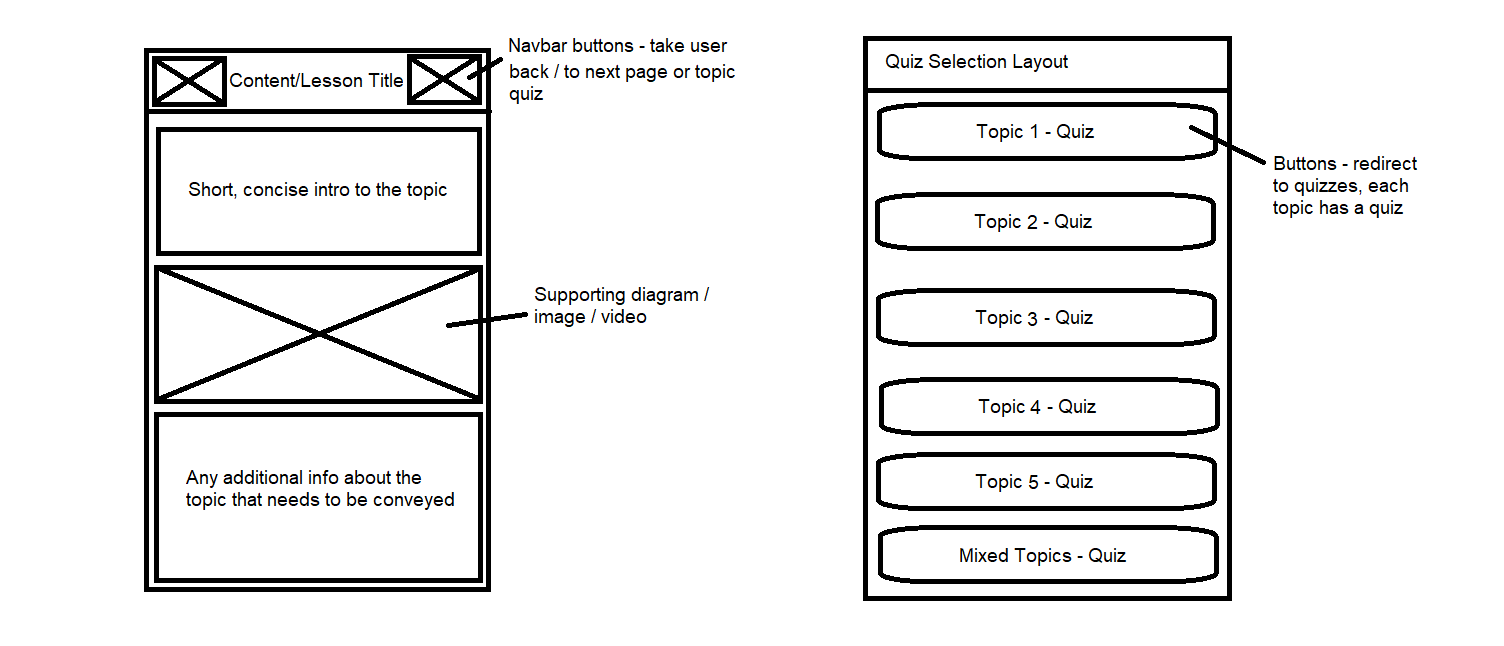 Content/Lesson Title
Navbar buttons - take user
back / to next page or topic
quiz
Short, concise intro to the topic
Supporting diagram /
image / video
Any additional info about the
topic that needs to be conveyed
Quiz Selection Layout
Topic 1 - Quiz
Buttons - redirect
to quizzes, each
topic has a quiz
Topic 2 - Quiz
Topic 3 - Quiz
Topic 4 - Quiz
Topic 5 - Quiz
Mixed Topics - Quiz